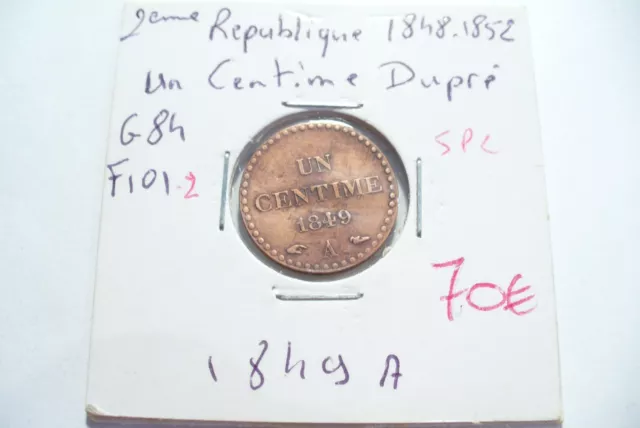 2eme Republique 1848.1852
Un Centime Dupré
G84
SPL
F101.2
UN
CENTIME
1849
A
70€
1849 A